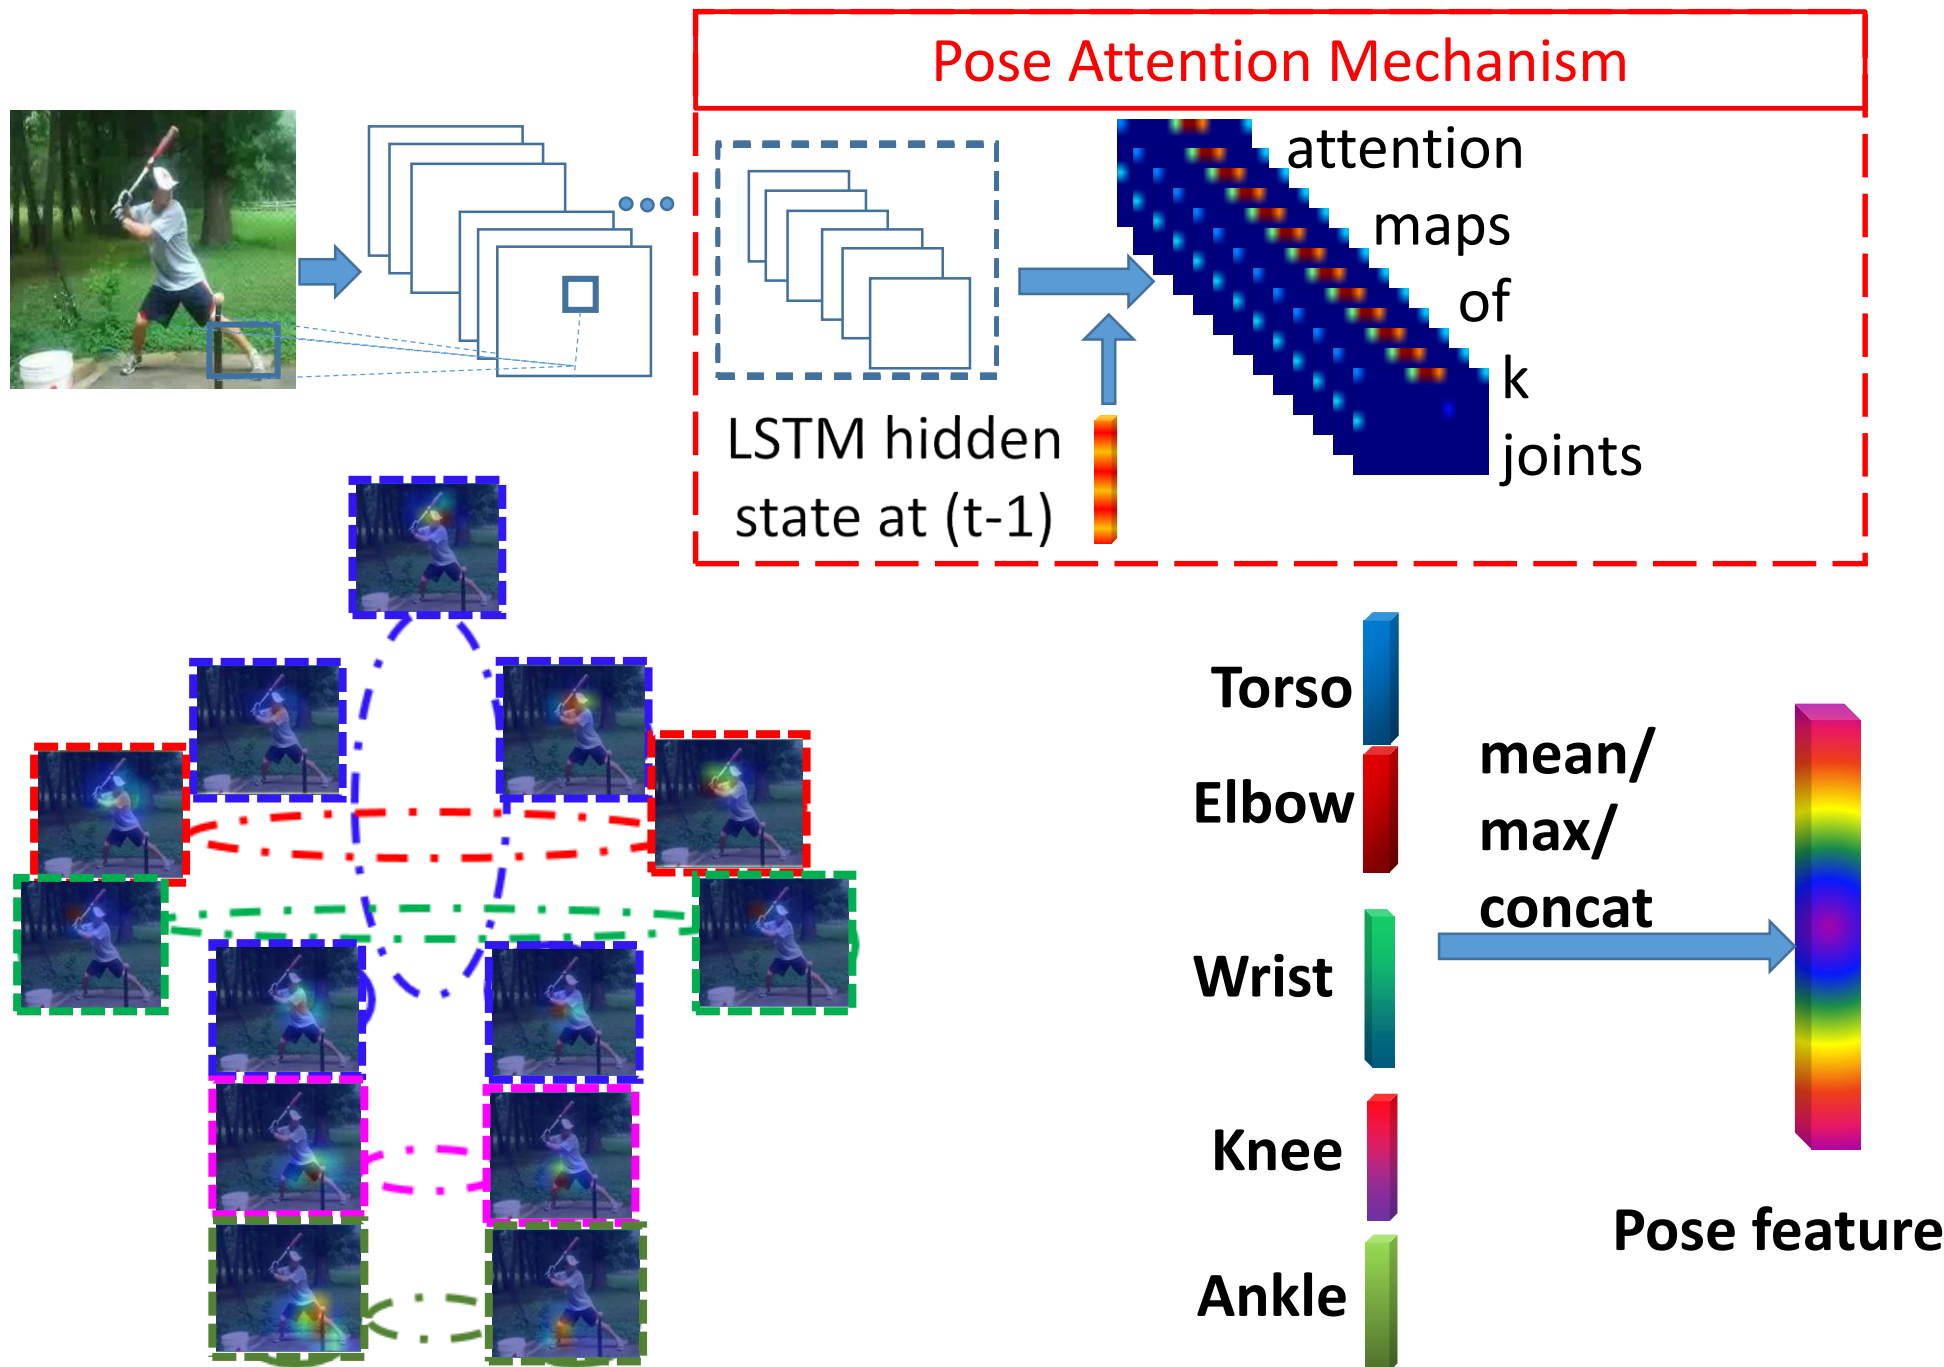 Pose Attention Mechanism
attention
maps
of
k
joints
LSTM hidden
state at (t-1)
Torso
Elbow
Wrist
Knee
Ankle
mean/
max/
concat
Pose feature